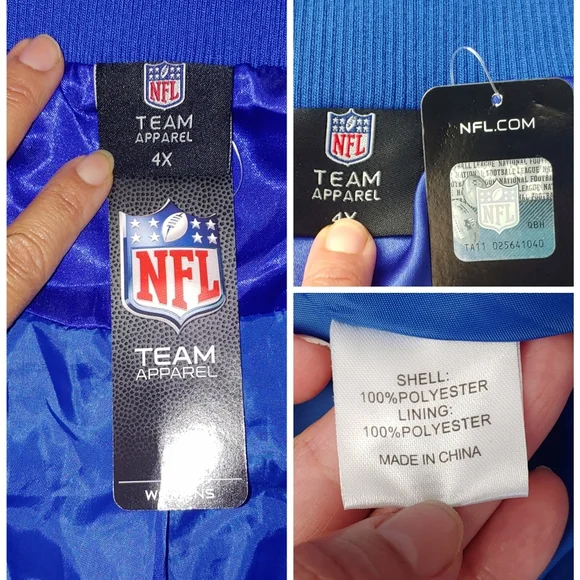 NFL
TEAM
APPAREL
4X
NFL
TEAM
APPAREL
NFL
TEAM
APPAREL
4X
NFL.COM
NFL
QBH
TA11 025641040
SHELL:
100%POLYESTER
LINING:
100%POLYESTER
MADE IN CHINA